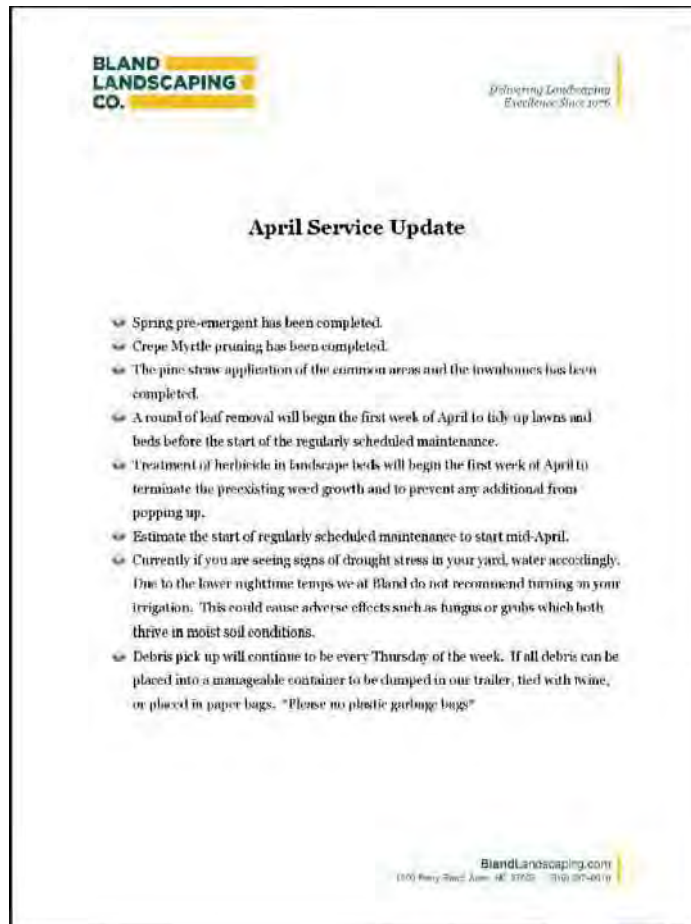 BLAND
LANDSCAPING
CO.
Delivering Landscaping
Excellence Since 1976
April Service Update
Spring pre-emergent has been completed.
Crepe Myrtle pruning has been completed.
The pine straw application of the common areas and the townhomes has been
completed.
A round of leaf removal will begin the first week of April to tidy up lawns and
beds before the start of the regularly scheduled maintenance.
Treatment of herbicide in landscape beds will begin the first week of April to
terminate the preexisting weed growth and to prevent any additional from
popping up.
Estimate the start of regularly scheduled maintenance to start mid-April.
Currently if you are seeing signs of drought stress in your yard, water accordingly.
Due to the lower nighttime temps we at Bland do not recommend turning on your
irrigation. This could cause adverse effects such as fungus or grubs which both
thrive in moist soil conditions.
Debris pick up will continue to be every Thursday of the week. If all debris can be
placed into a manageable container to be dumped in our trailer, tied with twine,
or placed in paper bags. *Please no plastic garbage bags*
BlandLandscaping.com
NC